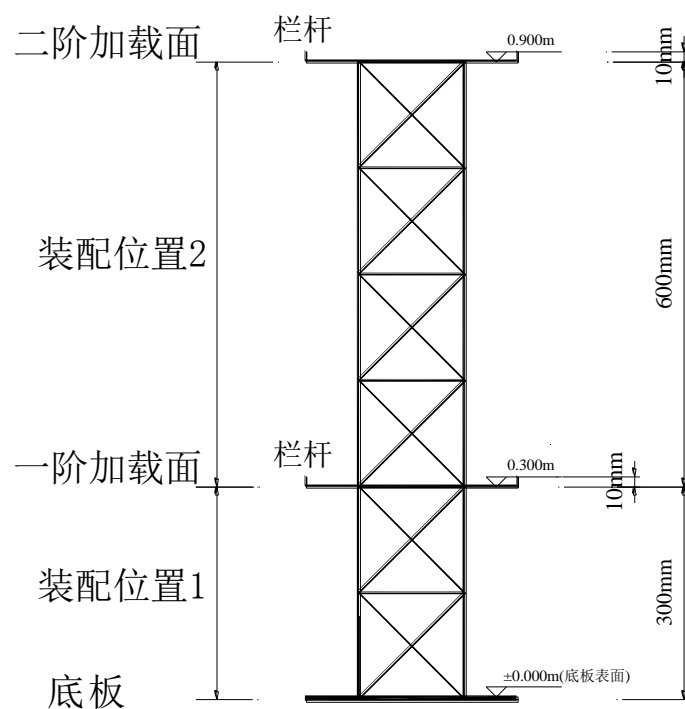 二阶加载面
栏杆
0.900m
10mm
装配位置2
600mm
一阶加载面
栏杆
0.300m
10mm
装配位置1
300mm
底板
±0.000m(底板表面)